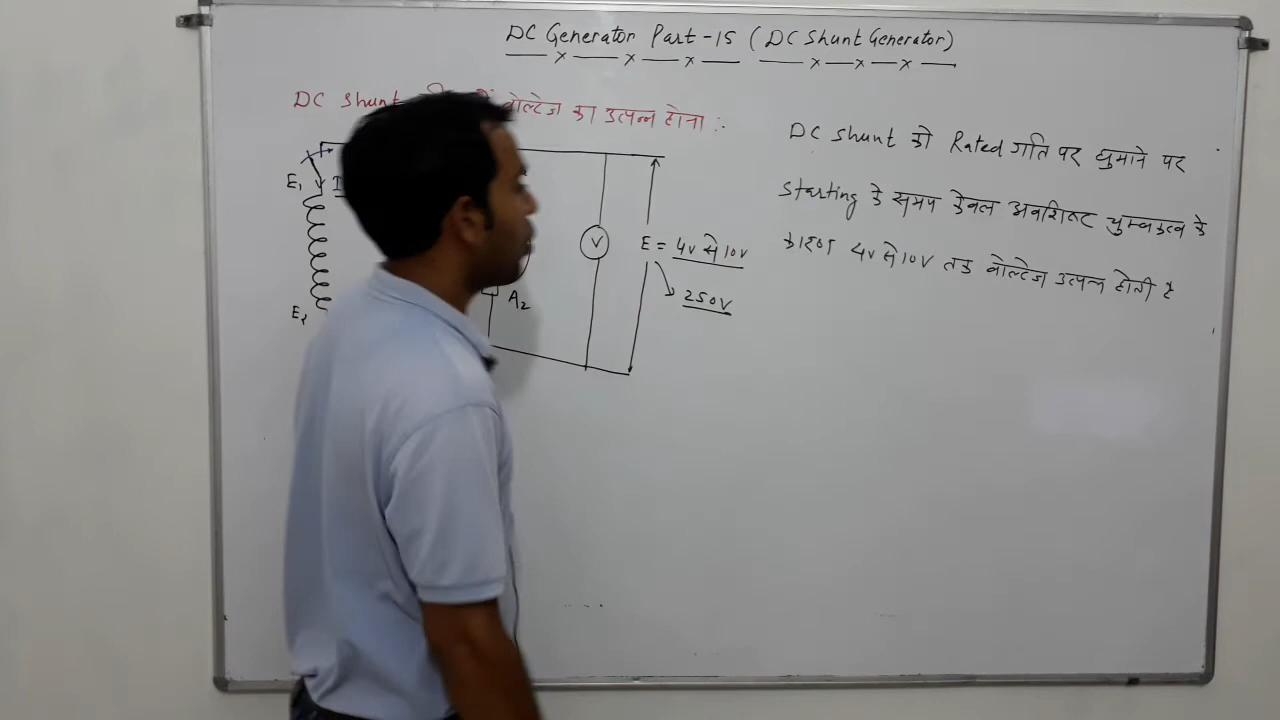 DC Generator Part-15 (DC Shunt Generator)
DC Shunt में वोल्टेज का उत्पन्न होना :-
DC Shunt को Rated गति पर घुमाने पर
Starting के समय केवल अवशिष्ट चुम्बकत्व के
कारण 4V से 10V तक वोल्टेज उत्पन्न होती है
E₁
I
V
E = 4V से 10V
250V
A₂
E₂